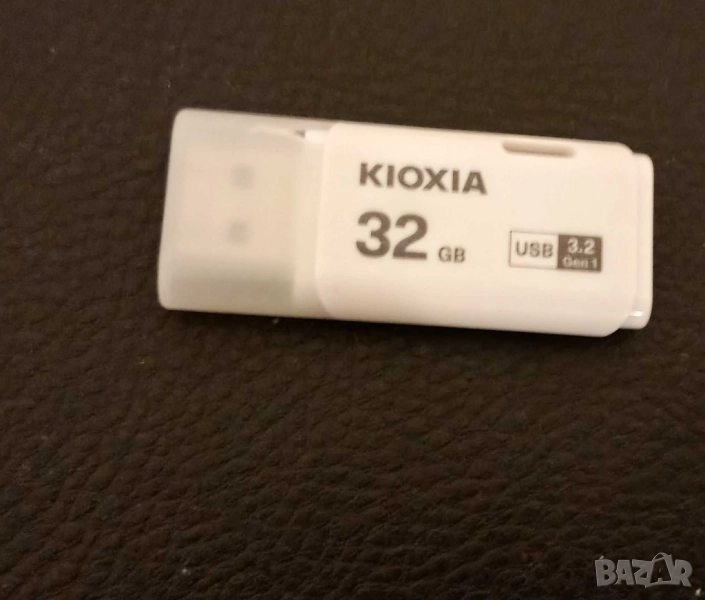 KIOXIA
32 GB
USB 3.2 Gen 1
BAZAR